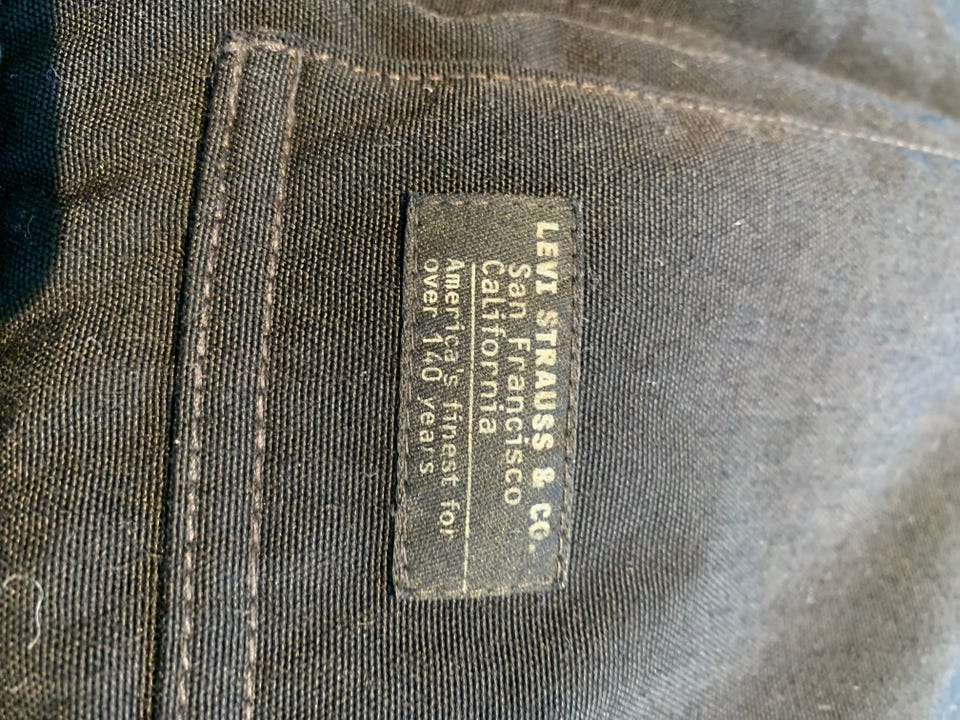 LEVI STRAUSS & CO.
San Francisco
California
America's finest for
over 140 years